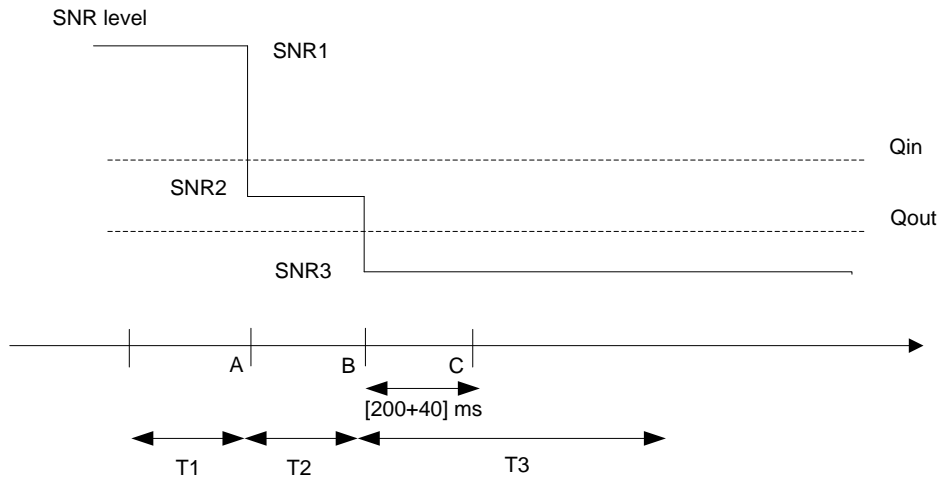 SNR level
SNR1
Qin
SNR2
Qout
SNR3
A
B
C
[200+40] ms
T1
T2
T3